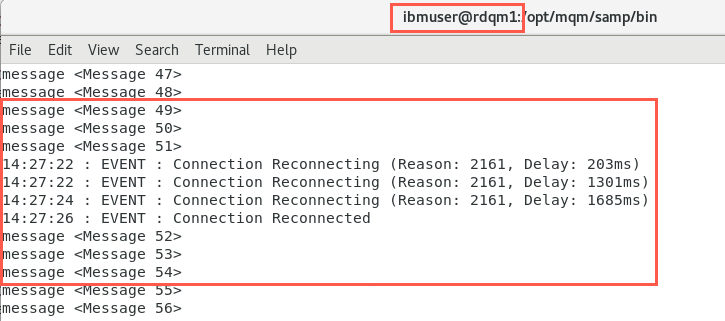 ibmuser@rdqm1:/opt/mqm/samp/bin
File Edit View Search Terminal Help
message <Message 47>
message <Message 48>
message <Message 49>
message <Message 50>
message <Message 51>
14:27:22 : EVENT : Connection Reconnecting (Reason: 2161, Delay: 203ms)
14:27:22 : EVENT : Connection Reconnecting (Reason: 2161, Delay: 1301ms)
14:27:24 : EVENT : Connection Reconnecting (Reason: 2161, Delay: 1685ms)
14:27:26 : EVENT : Connection Reconnected
message <Message 52>
message <Message 53>
message <Message 54>
message <Message 55>
message <Message 56>